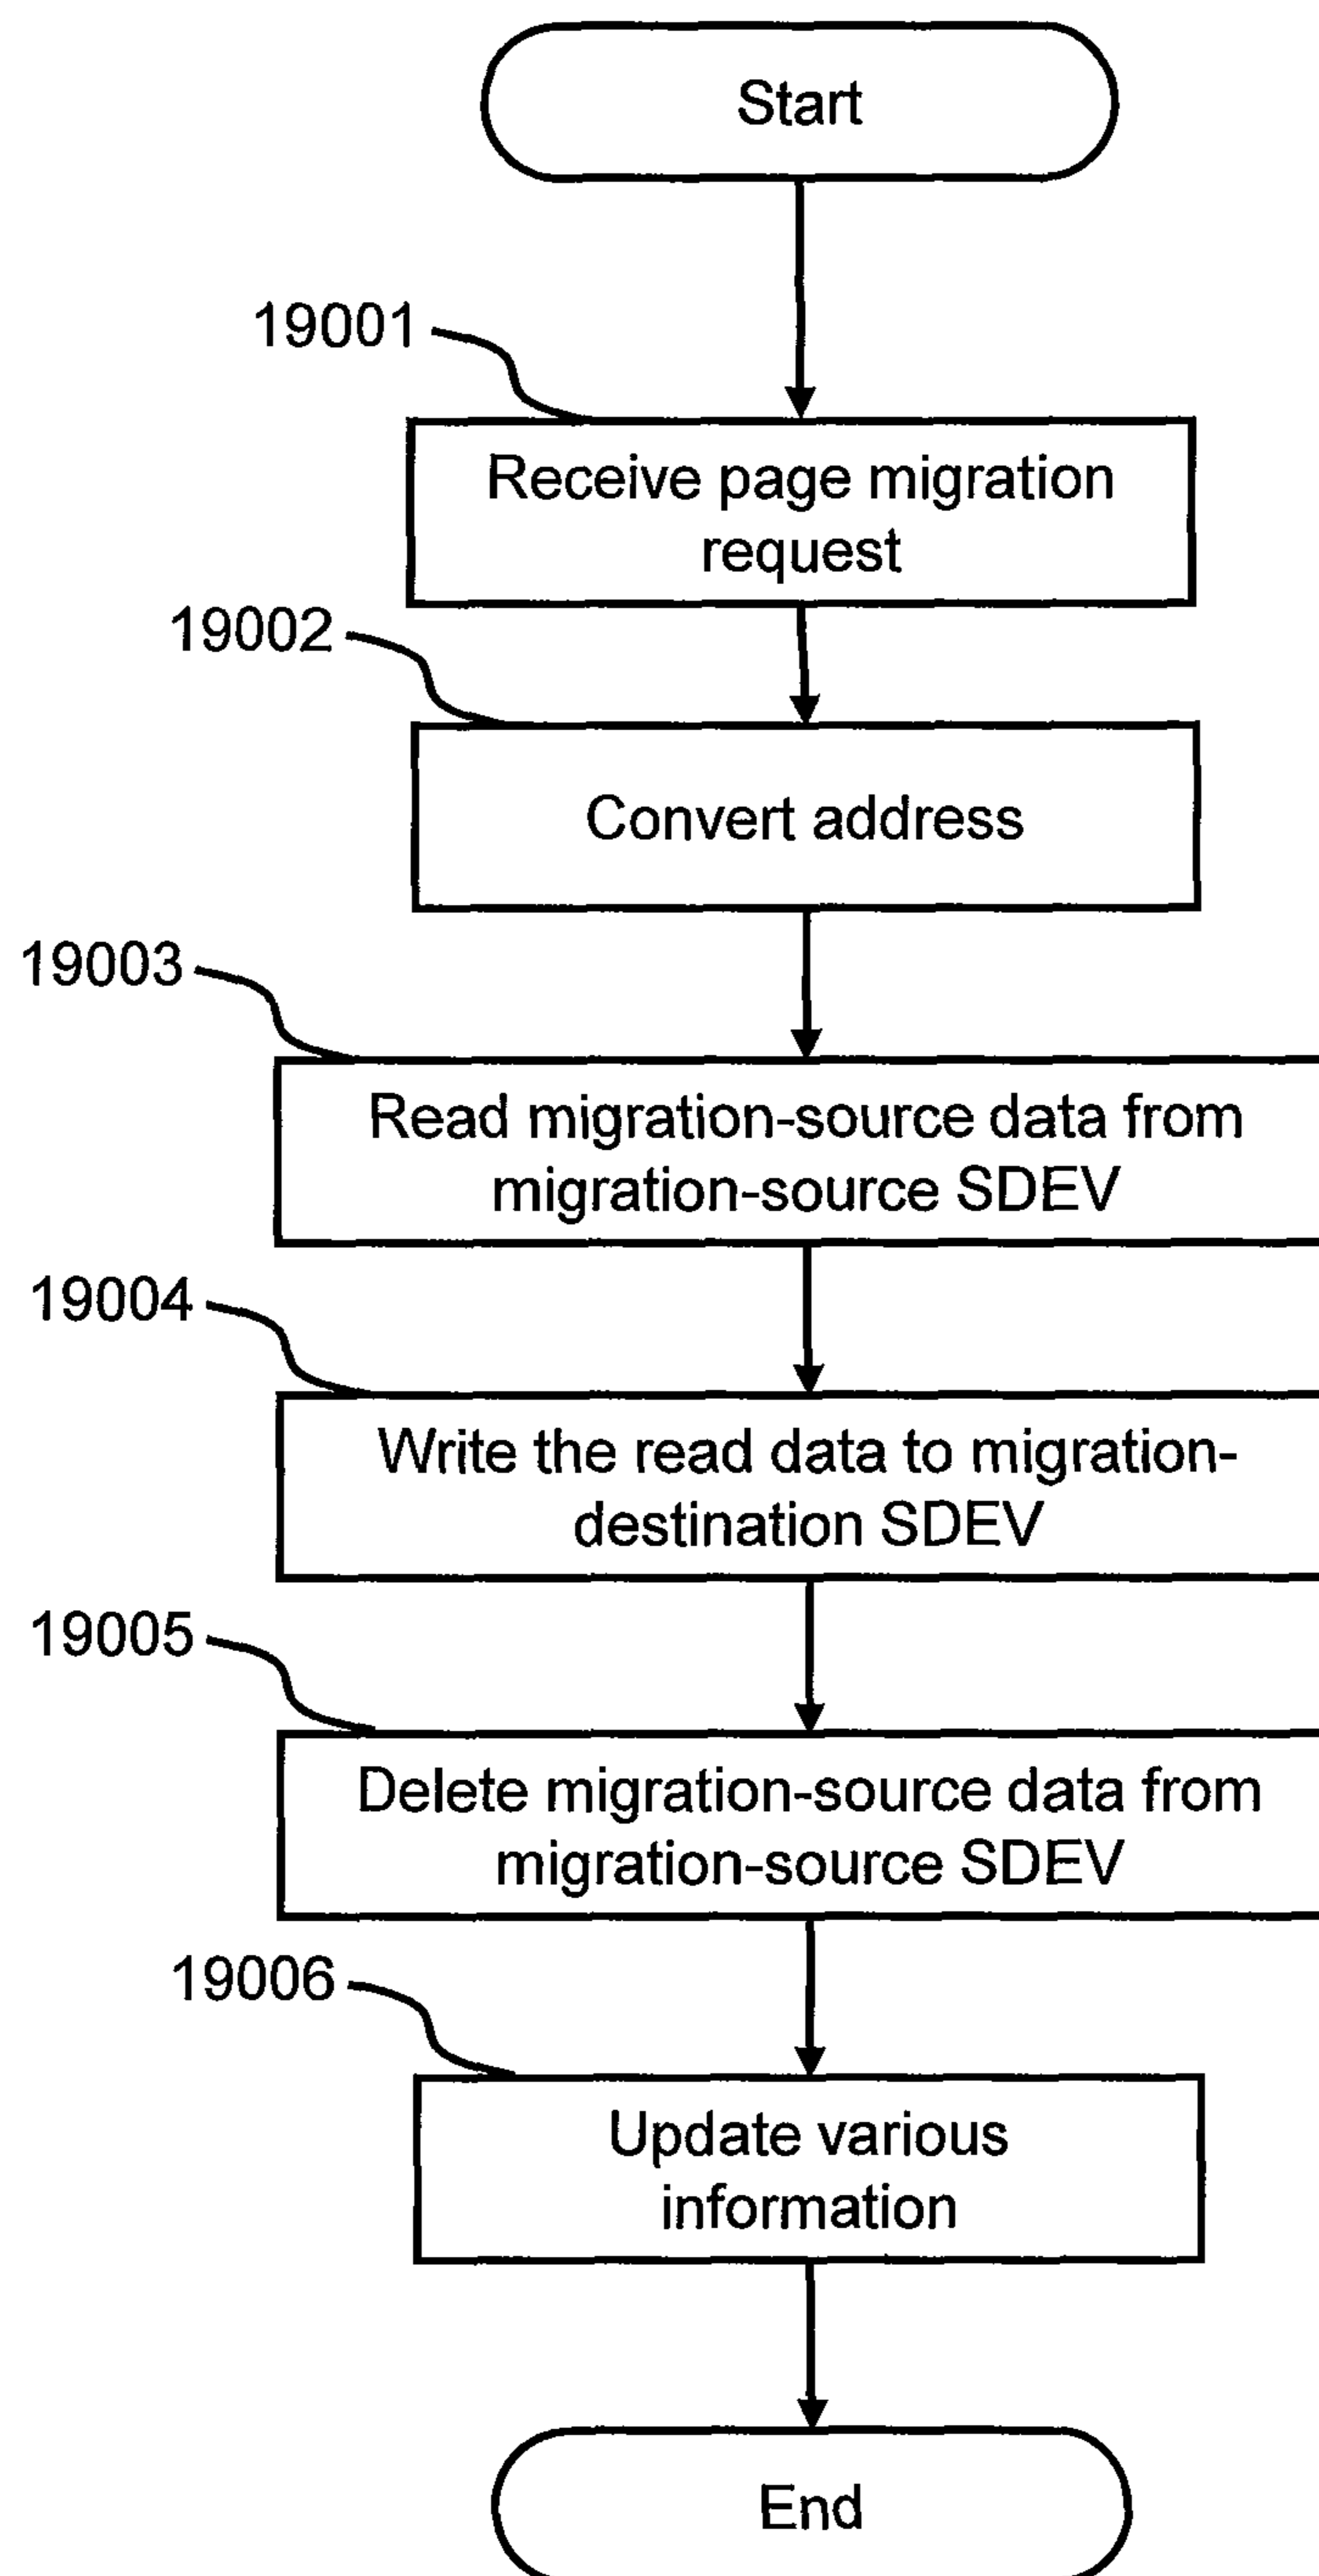 Start
19001
Receive page migration
request
19002
Convert address
19003
Read migration-source data from
migration-source SDEV
19004
Write the read data to migration-
destination SDEV
19005
Delete migration-source data from
migration-source SDEV
19006
Update various
information
End